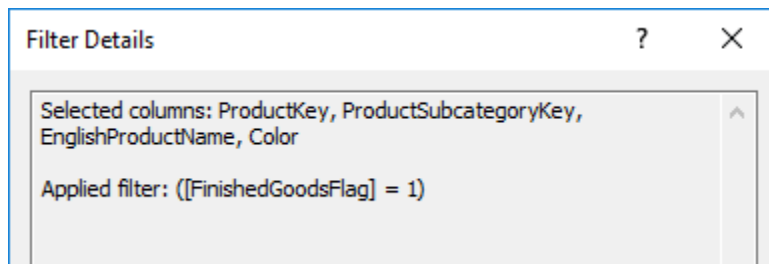 Filter Details
?
Selected columns: ProductKey, ProductSubcategoryKey,
EnglishProductName, Color
Applied filter: ([FinishedGoodsFlag] = 1)